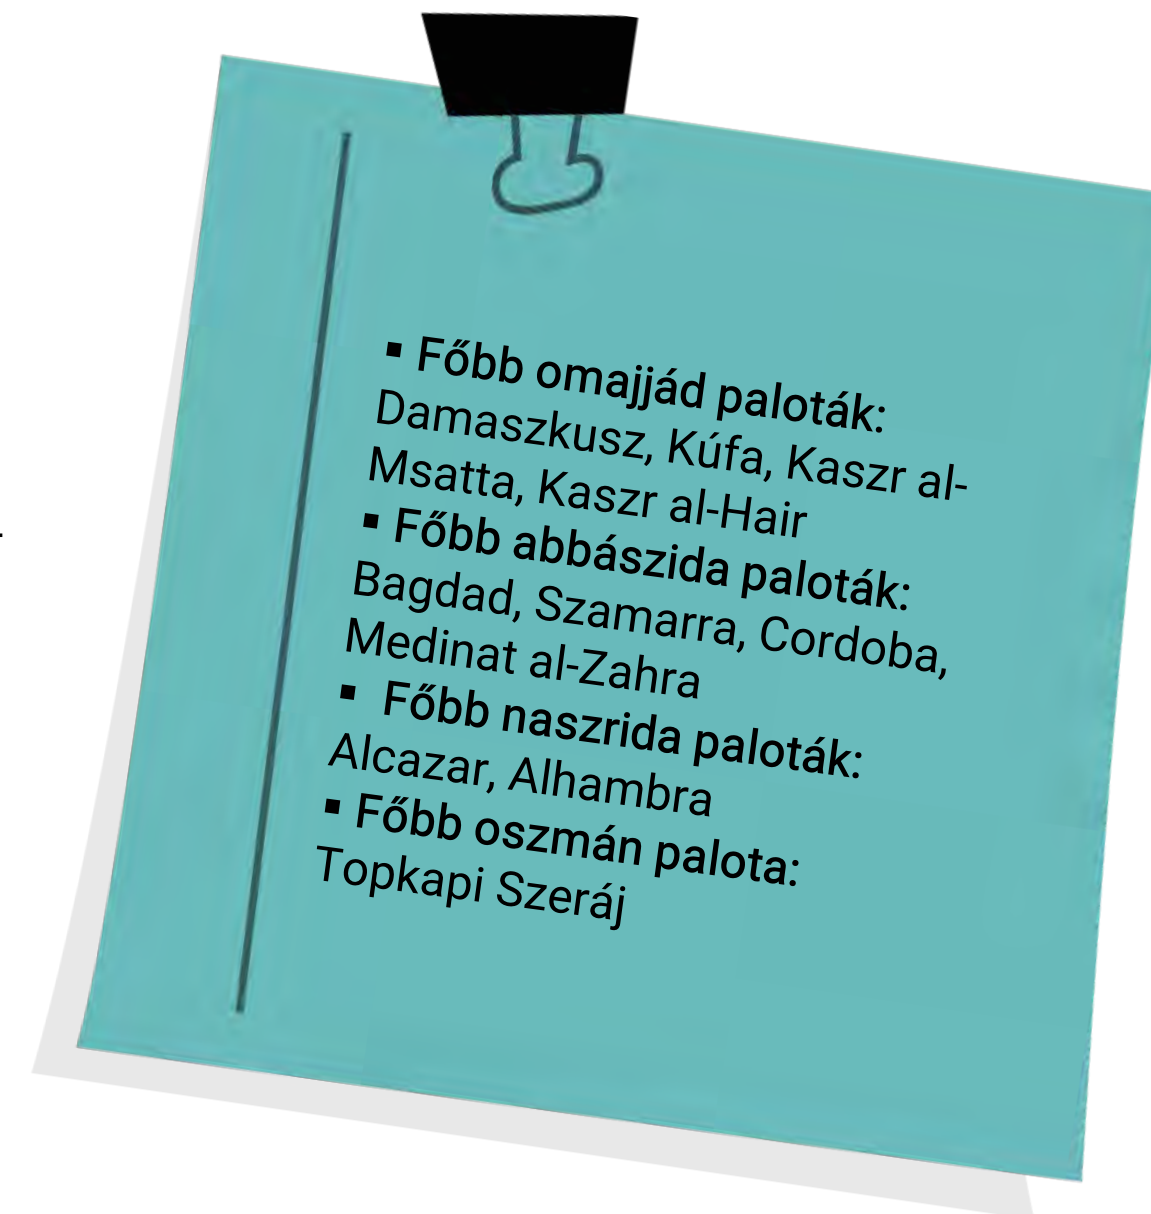 ▪ Főbb omajjád paloták:
Damaszkusz, Kúfa, Kaszr al-
Msatta, Kaszr al-Hair
▪ Főbb abbászida paloták:
Bagdad, Szamarra, Cordoba,
Medinat al-Zahra
▪ Főbb naszrida paloták:
Alcazar, Alhambra
▪ Főbb oszmán palota:
Topkapi Szeráj